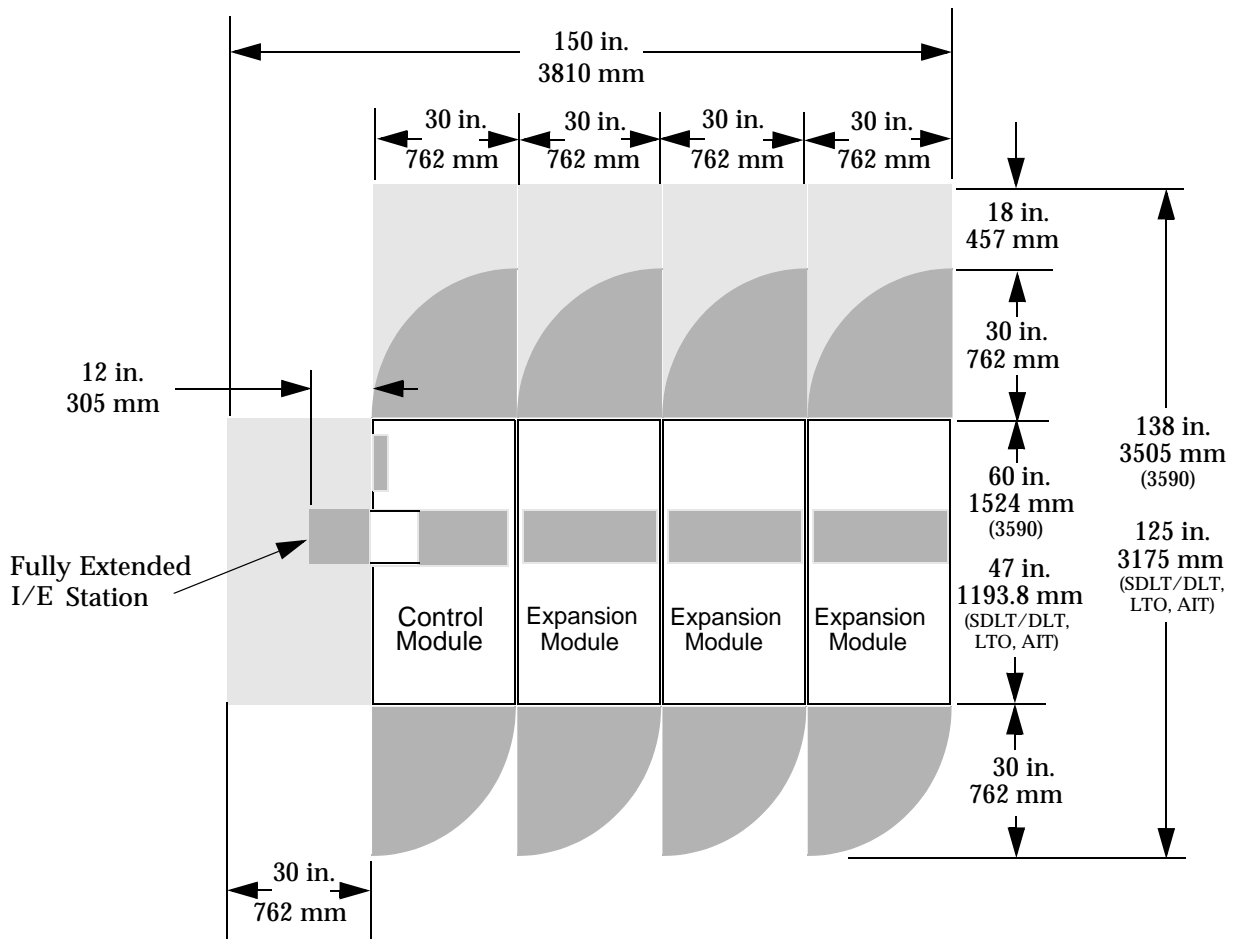 150 in.
3810 mm
30 in.
762 mm
30 in.
762 mm
30 in.
762 mm
30 in.
762 mm
18 in.
457 mm
30 in.
762 mm
12 in.
305 mm
138 in.
3505 mm
(3590)
125 in.
3175 mm
(SDLT/DLT,
LTO, AIT)
60 in.
1524 mm
(3590)
47 in.
1193.8 mm
(SDLT/DLT,
LTO, AIT)
Fully Extended
I/E Station
Control
Module
Expansion
Module
Expansion
Module
Expansion
Module
30 in.
762 mm
30 in.
762 mm